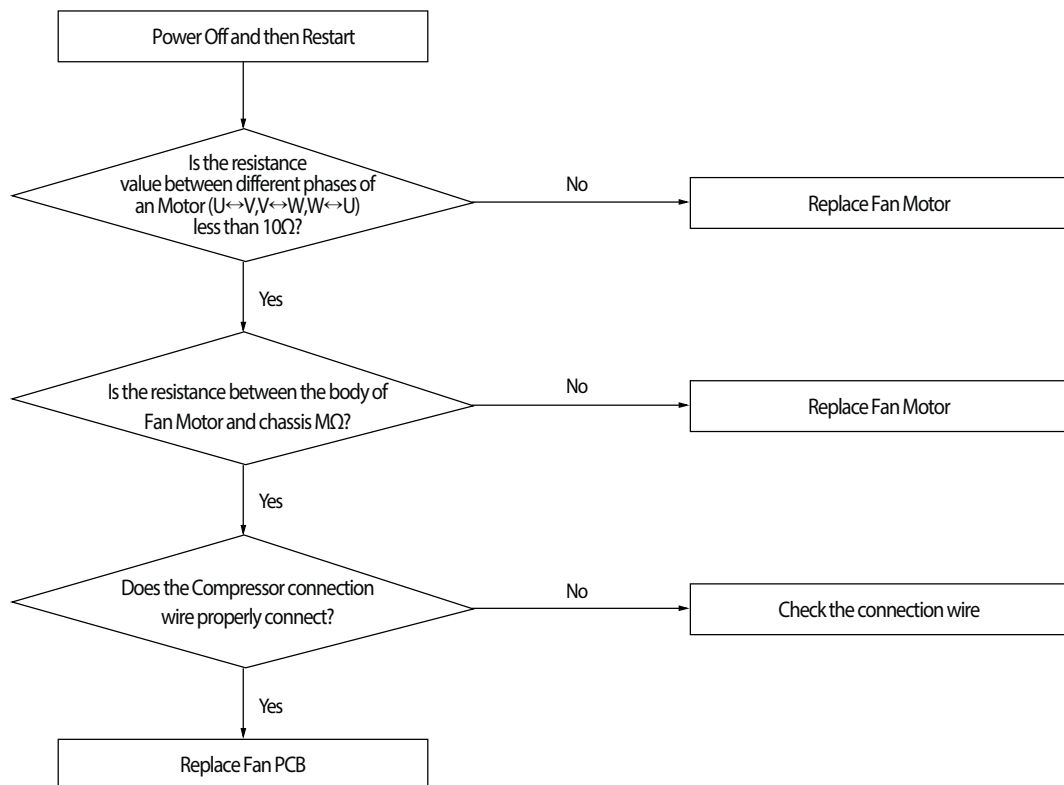 Power Off and then Restart
Is the resistance
value between different phases of
an Motor (U↔V,V↔W,W↔U)
less than 10Ω?
No
Replace Fan Motor
Yes
Is the resistance between the body of
Fan Motor and chassis MΩ?
No
Replace Fan Motor
Yes
Does the Compressor connection
wire properly connect?
No
Check the connection wire
Yes
Replace Fan PCB